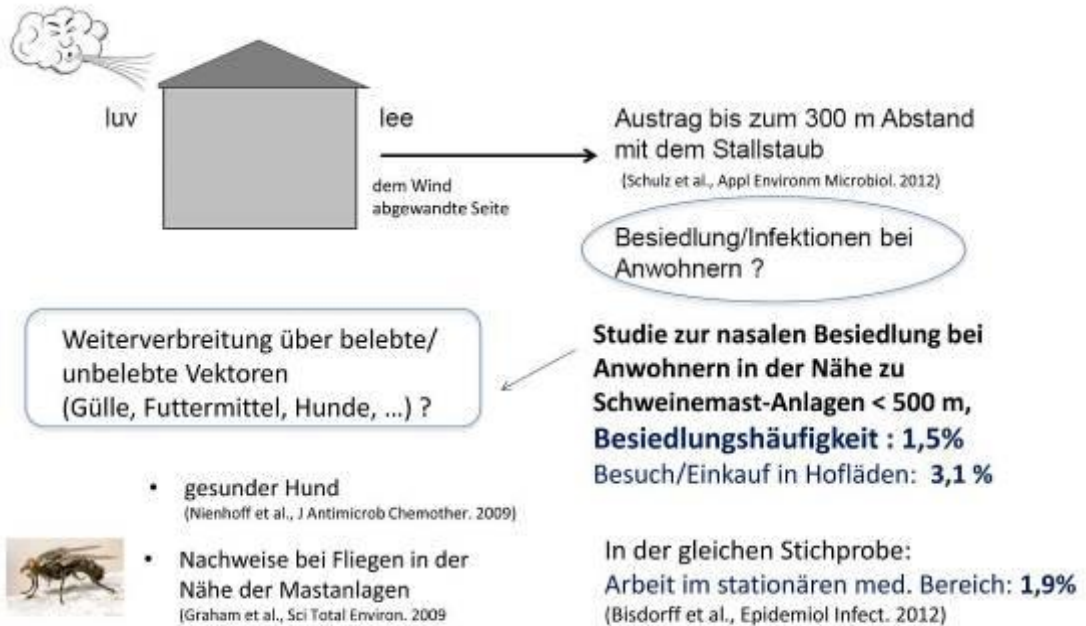 luv
lee
dem Wind
abgewandte Seite
Austrag bis zum 300 m Abstand
mit dem Stallstaub
(Schulz et al., Appl Environm Microbiol. 2012)
Besiedlung/Infektionen bei
Anwohnern ?
Weiterverbreitung über belebte/
unbelebte Vektoren
(Gülle, Futtermittel, Hunde, ...) ?
Studie zur nasalen Besiedlung bei
Anwohnern in der Nähe zu
Schweinemast-Anlagen < 500 m,
Besiedlungshäufigkeit : 1,5%
Besuch/Einkauf in Hofläden: 3,1 %
• gesunder Hund
(Nienhoff et al., J Antimicrob Chemother. 2009)
• Nachweise bei Fliegen in der
Nähe der Mastanlagen
(Graham et al., Sci Total Environ. 2009
In der gleichen Stichprobe:
Arbeit im stationären med. Bereich: 1,9%
(Bisdorff et al., Epidemiol Infect. 2012)